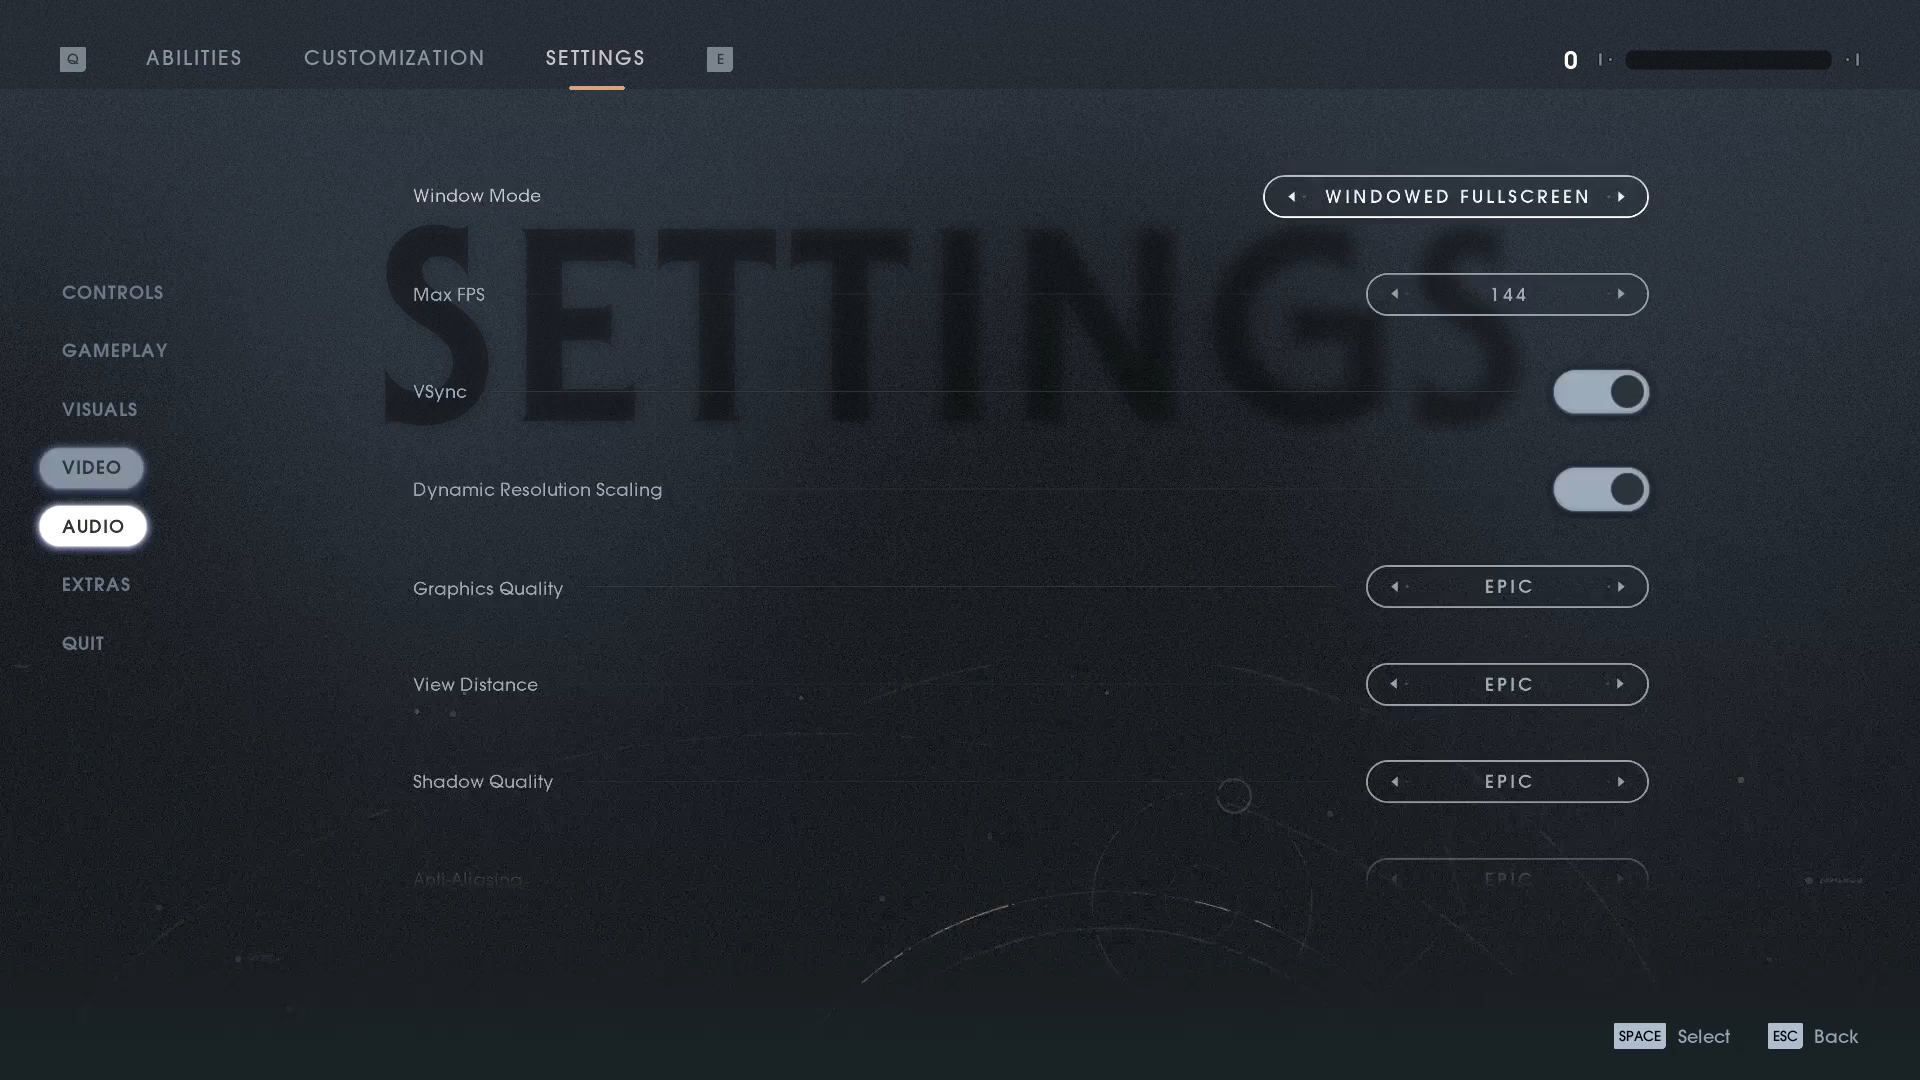 Q ABILITIES CUSTOMIZATION SETTINGS E 0
SETTINGS
Window Mode WINDOWED FULLSCREEN
Max FPS 144
VSync
Dynamic Resolution Scaling
Graphics Quality EPIC
View Distance EPIC
Shadow Quality EPIC
Anti-Aliasing EPIC
CONTROLS
GAMEPLAY
VISUALS
VIDEO
AUDIO
EXTRAS
QUIT
SPACE Select ESC Back